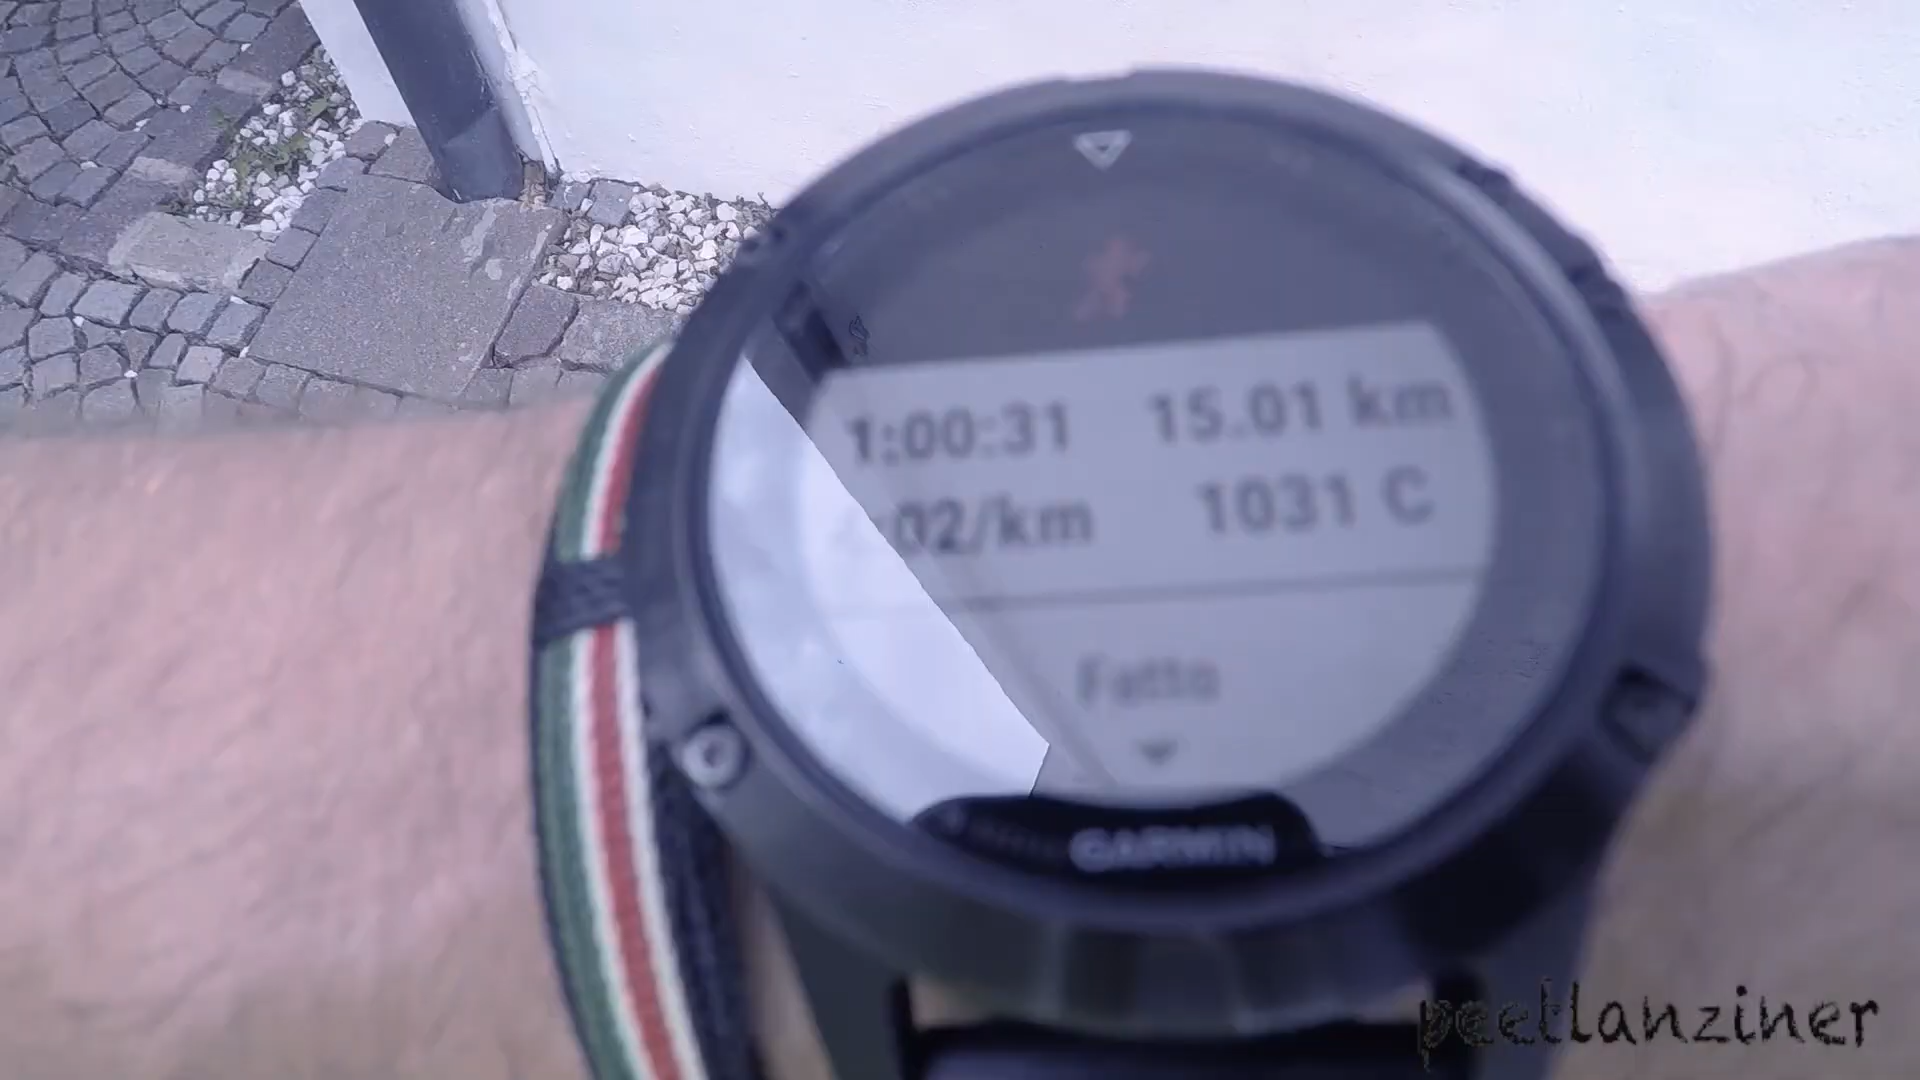 1:00:31 15.01 km
:02/km 1031 C
Fatto
GARMIN
peetlanziner